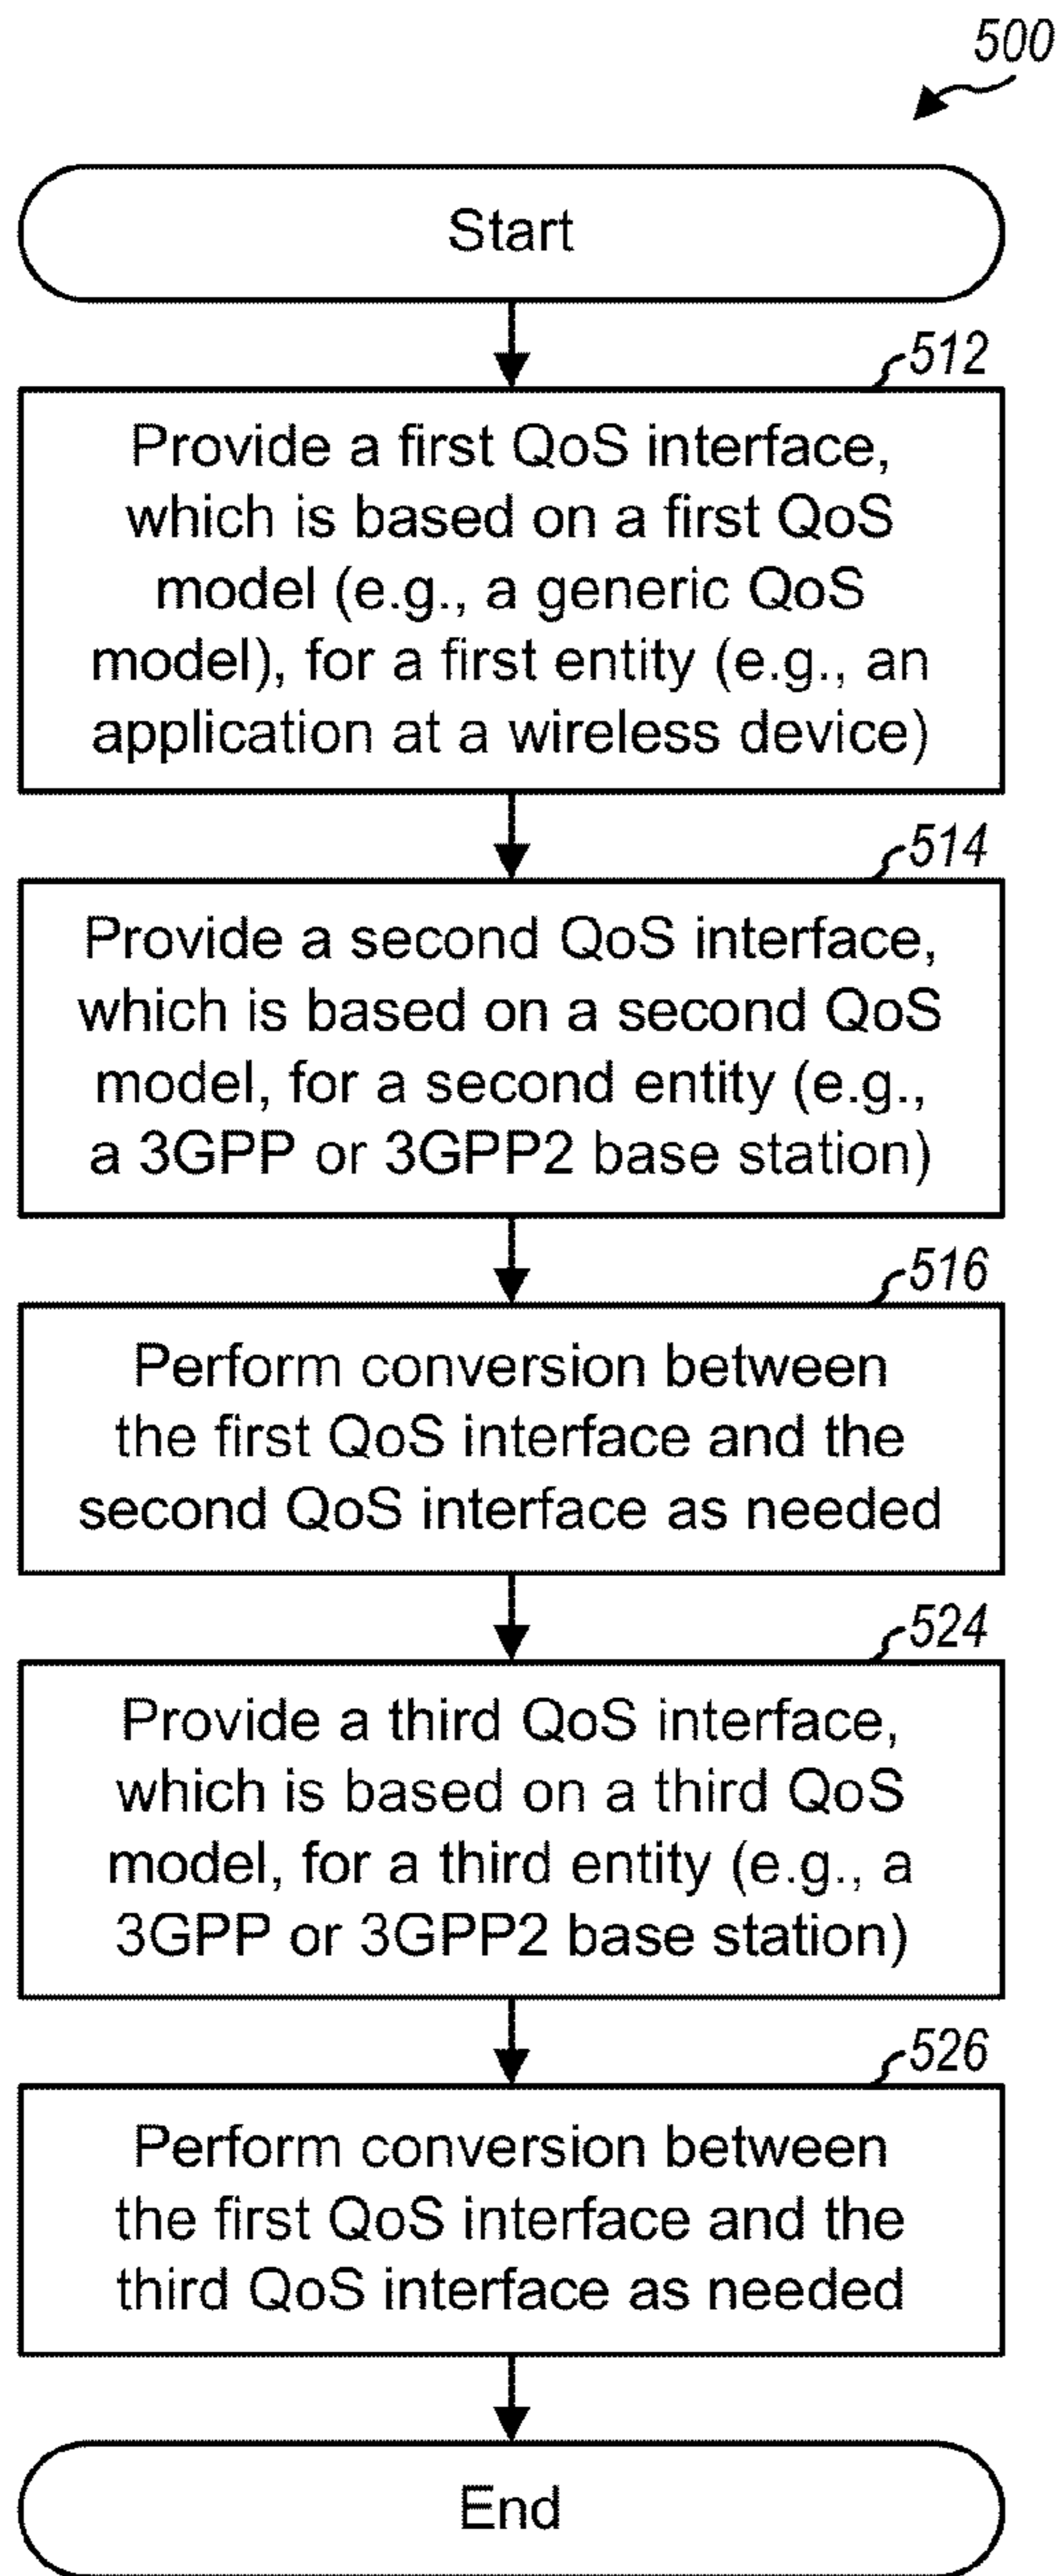 500
Start
512
Provide a first QoS interface,
which is based on a first QoS
model (e.g., a generic QoS
model), for a first entity (e.g., an
application at a wireless device)
514
Provide a second QoS interface,
which is based on a second QoS
model, for a second entity (e.g.,
a 3GPP or 3GPP2 base station)
516
Perform conversion between
the first QoS interface and the
second QoS interface as needed
524
Provide a third QoS interface,
which is based on a third QoS
model, for a third entity (e.g., a
3GPP or 3GPP2 base station)
526
Perform conversion between
the first QoS interface and the
third QoS interface as needed
End